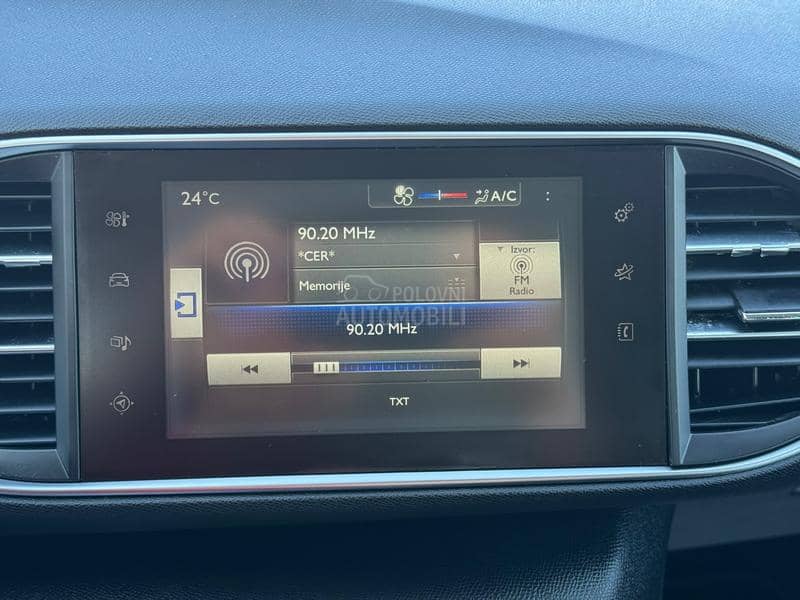 24°C
A/C
90.20 MHz
*CER*
Izvor:
Memorije
FM
Radio
POLOVNI
AUTOMOBILI
90.20 MHz
TXT